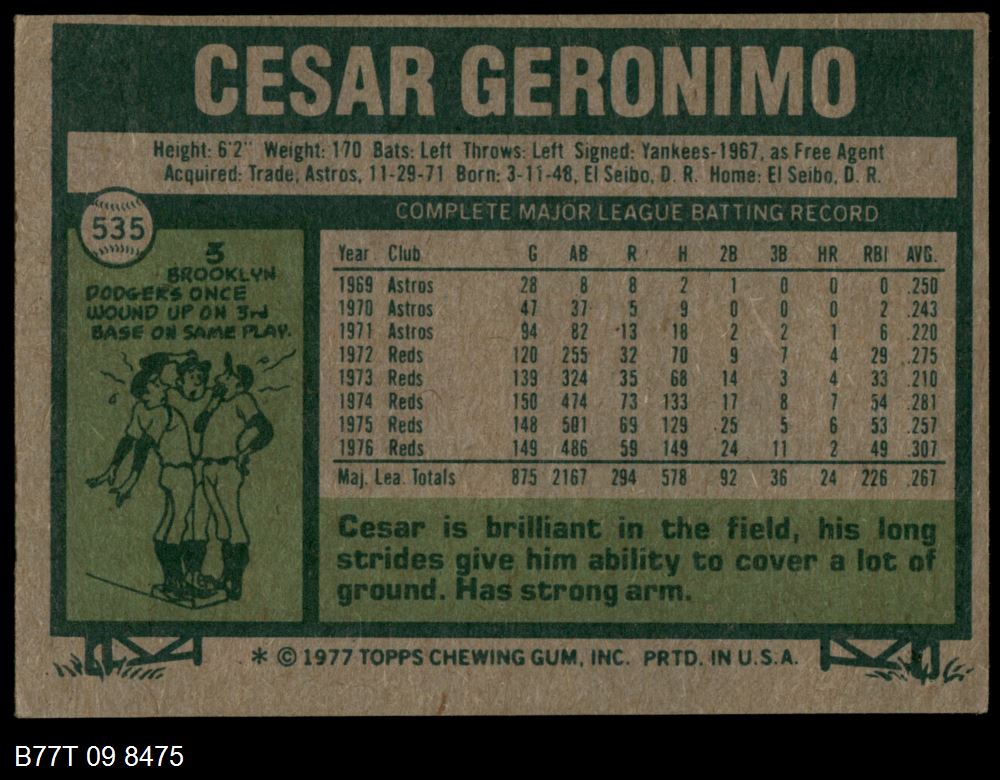 CESAR GERONIMO
Height: 6'2" Weight: 170 Bats: Left Throws: Left Signed: Yankees-1967, as Free Agent
Acquired: Trade, Astros, 11-29-71 Born: 3-11-48, El Seibo, D. R. Home: El Seibo, D. R.
535
COMPLETE MAJOR LEAGUE BATTING RECORD
3
BROOKLYN
DODGERS ONCE
WOUND UP ON 3rd
BASE ON SAME PLAY.
Year Club G AB R H 2B 3B HR RBI AVG.
1969 Astros 28 8 8 2 1 0 0 0 .250
1970 Astros 47 37 5 9 0 0 0 2 .243
1971 Astros 94 82 13 18 2 2 1 6 .220
1972 Reds 120 255 32 70 9 7 4 29 .275
1973 Reds 139 324 35 68 14 3 4 33 .210
1974 Reds 150 474 73 133 17 8 7 54 .281
1975 Reds 148 501 69 129 25 5 6 53 .257
1976 Reds 149 486 59 149 24 11 2 49 .307
Maj. Lea. Totals 875 2167 294 578 92 36 24 226 .267
Cesar is brilliant in the field, his long
strides give him ability to cover a lot of
ground. Has strong arm.
* © 1977 TOPPS CHEWING GUM, INC. PRTD. IN U.S.A.
B77T 09 8475